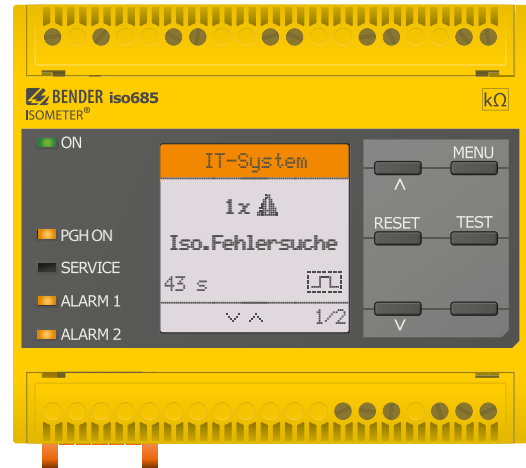 BENDER iso685
ISOMETER®
kΩ
ON
PGH ON
SERVICE
ALARM 1
ALARM 2
IT-System
1x
Iso.Fehlersuche
43 s
1/2
MENU
RESET
TEST